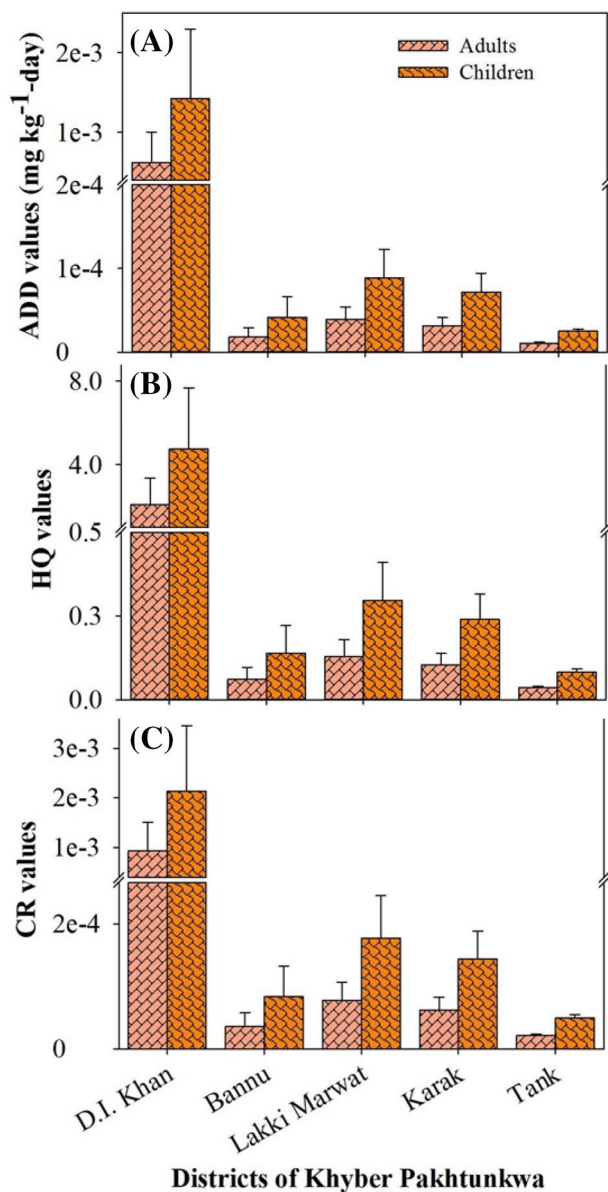 (A)
Adults
Children
2e-3
1e-3
2e-4
1e-4
0
ADD values (mg kg⁻¹-day)
(B)
8.0
4.0
0.5
0.3
0.0
HQ values
(C)
3e-3
2e-3
1e-3
2e-4
0
CR values
D.I. Khan
Bannu
Lakki Marwat
Karak
Tank
Districts of Khyber Pakhtunkwa